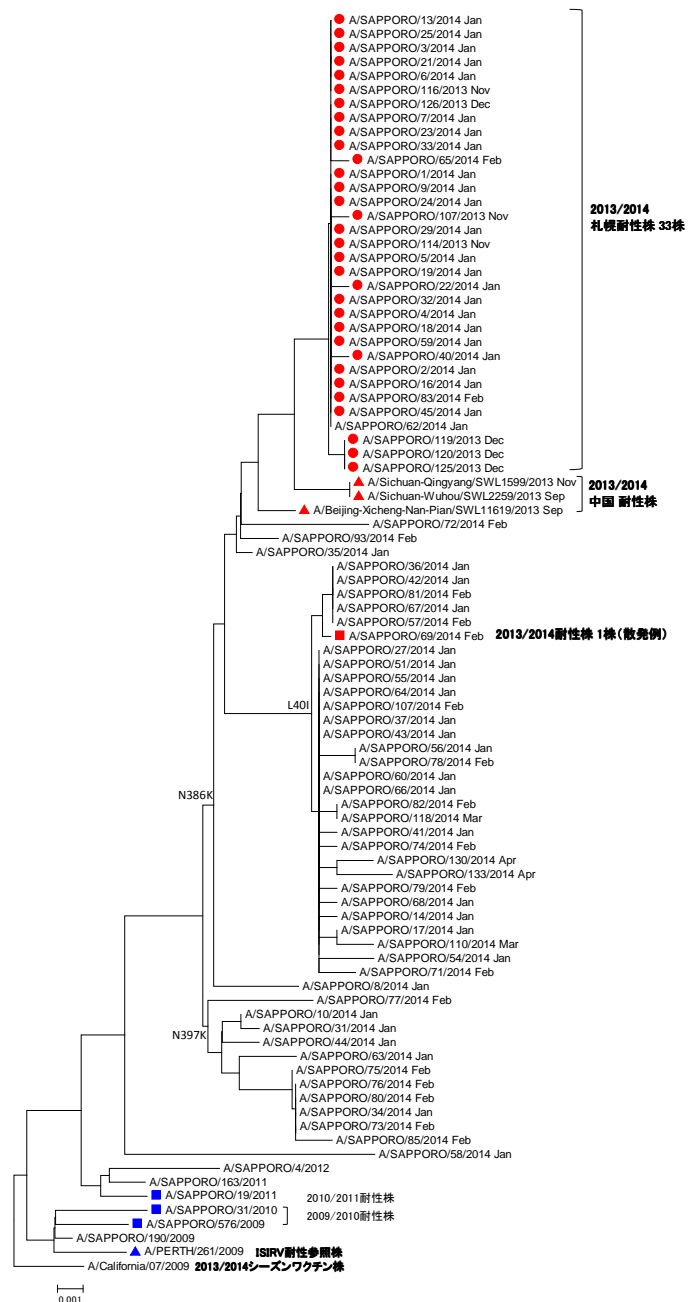 A/SAPPORO/13/2014 Jan
A/SAPPORO/25/2014 Jan
A/SAPPORO/3/2014 Jan
A/SAPPORO/21/2014 Jan
A/SAPPORO/6/2014 Jan
A/SAPPORO/116/2013 Nov
A/SAPPORO/126/2013 Dec
A/SAPPORO/7/2014 Jan
A/SAPPORO/23/2014 Jan
A/SAPPORO/33/2014 Jan
A/SAPPORO/65/2014 Feb
A/SAPPORO/1/2014 Jan
A/SAPPORO/9/2014 Jan
A/SAPPORO/24/2014 Jan
A/SAPPORO/107/2013 Nov
2013/2014
札幌耐性株 33株
A/SAPPORO/29/2014 Jan
A/SAPPORO/114/2013 Nov
A/SAPPORO/5/2014 Jan
A/SAPPORO/19/2014 Jan
A/SAPPORO/22/2014 Jan
A/SAPPORO/32/2014 Jan
A/SAPPORO/4/2014 Jan
A/SAPPORO/18/2014 Jan
A/SAPPORO/59/2014 Jan
A/SAPPORO/40/2014 Jan
A/SAPPORO/2/2014 Jan
A/SAPPORO/16/2014 Jan
A/SAPPORO/83/2014 Feb
A/SAPPORO/45/2014 Jan
A/SAPPORO/62/2014 Jan
A/SAPPORO/119/2013 Dec
A/SAPPORO/120/2013 Dec
A/SAPPORO/125/2013 Dec
A/Sichuan-Qingyang/SWL1599/2013 Nov
A/Sichuan-Wuhou/SWL2259/2013 Sep
A/Beijing-Xicheng-Nan-Pian/SWL11619/2013 Sep
2013/2014
中国 耐性株
A/SAPPORO/72/2014 Feb
A/SAPPORO/93/2014 Feb
A/SAPPORO/35/2014 Jan
A/SAPPORO/36/2014 Jan
A/SAPPORO/42/2014 Jan
A/SAPPORO/81/2014 Feb
A/SAPPORO/67/2014 Jan
A/SAPPORO/57/2014 Feb
A/SAPPORO/69/2014 Feb 2013/2014耐性株 1株(散発例)
A/SAPPORO/27/2014 Jan
A/SAPPORO/51/2014 Jan
A/SAPPORO/55/2014 Jan
A/SAPPORO/64/2014 Jan
L40I
A/SAPPORO/107/2014 Feb
A/SAPPORO/37/2014 Jan
A/SAPPORO/43/2014 Jan
A/SAPPORO/56/2014 Jan
A/SAPPORO/78/2014 Feb
A/SAPPORO/60/2014 Jan
A/SAPPORO/66/2014 Jan
N386K
A/SAPPORO/82/2014 Feb
A/SAPPORO/118/2014 Mar
A/SAPPORO/41/2014 Jan
A/SAPPORO/74/2014 Feb
A/SAPPORO/130/2014 Apr
A/SAPPORO/133/2014 Apr
A/SAPPORO/79/2014 Feb
A/SAPPORO/68/2014 Jan
A/SAPPORO/14/2014 Jan
A/SAPPORO/17/2014 Jan
A/SAPPORO/110/2014 Mar
A/SAPPORO/54/2014 Jan
A/SAPPORO/71/2014 Feb
A/SAPPORO/8/2014 Jan
A/SAPPORO/77/2014 Feb
A/SAPPORO/10/2014 Jan
A/SAPPORO/31/2014 Jan
N397K
A/SAPPORO/44/2014 Jan
A/SAPPORO/63/2014 Jan
A/SAPPORO/75/2014 Feb
A/SAPPORO/76/2014 Feb
A/SAPPORO/80/2014 Feb
A/SAPPORO/34/2014 Jan
A/SAPPORO/73/2014 Feb
A/SAPPORO/85/2014 Feb
A/SAPPORO/58/2014 Jan
A/SAPPORO/4/2012
A/SAPPORO/163/2011
A/SAPPORO/19/2011 2010/2011耐性株
A/SAPPORO/31/2010
A/SAPPORO/576/2009
2009/2010耐性株
A/SAPPORO/190/2009
A/PERTH/261/2009 ISIRV耐性参照株
A/California/07/2009 2013/2014シーズンワクチン株
0.001